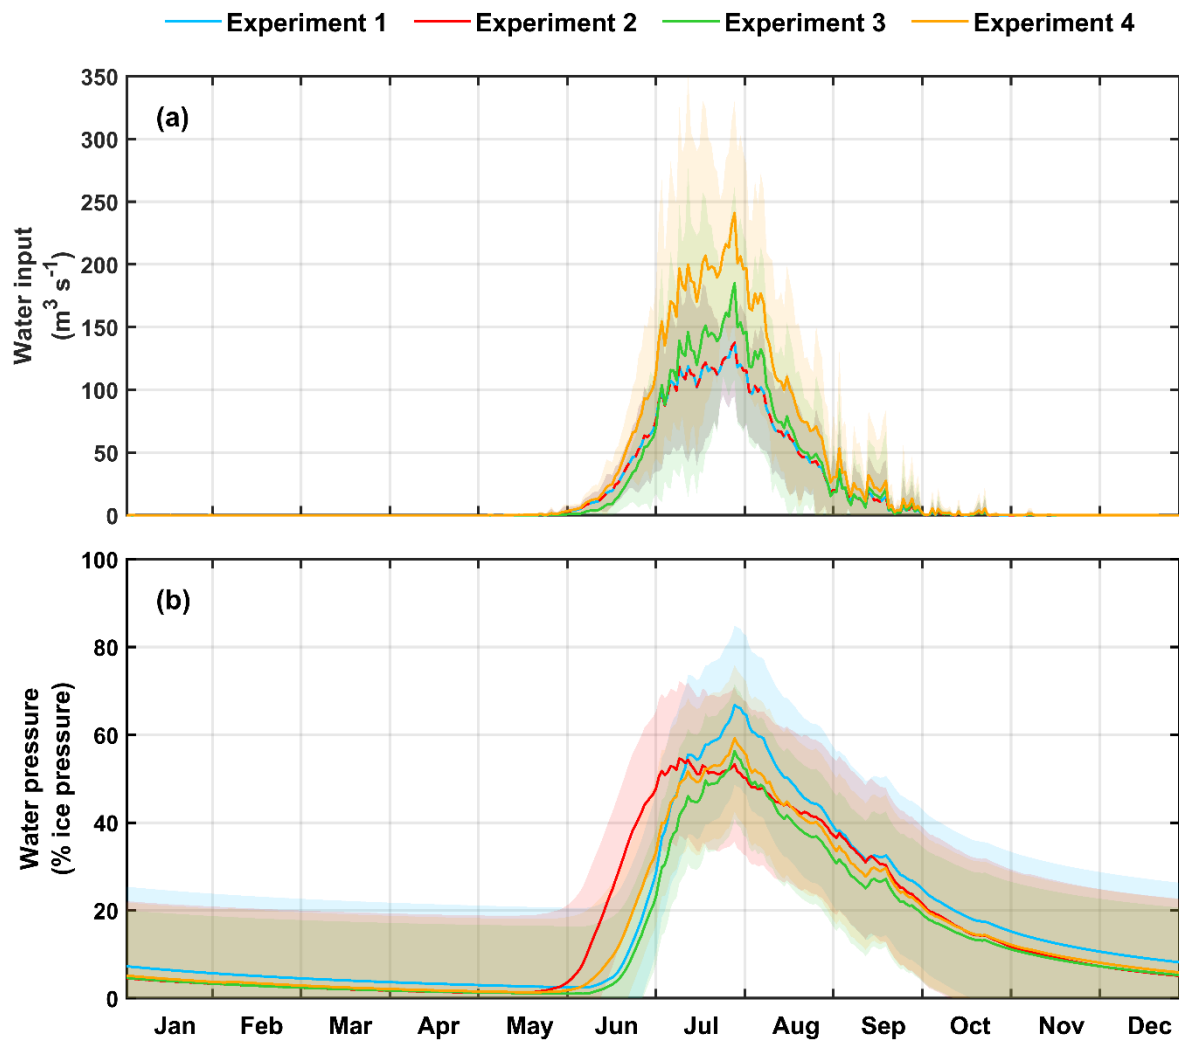 Experiment 1 Experiment 2 Experiment 3 Experiment 4
(a)
Water input
(m³ s⁻¹)
350
300
250
200
150
100
50
0
(b)
Water pressure
(% ice pressure)
100
80
60
40
20
0
Jan Feb Mar Apr May Jun Jul Aug Sep Oct Nov Dec